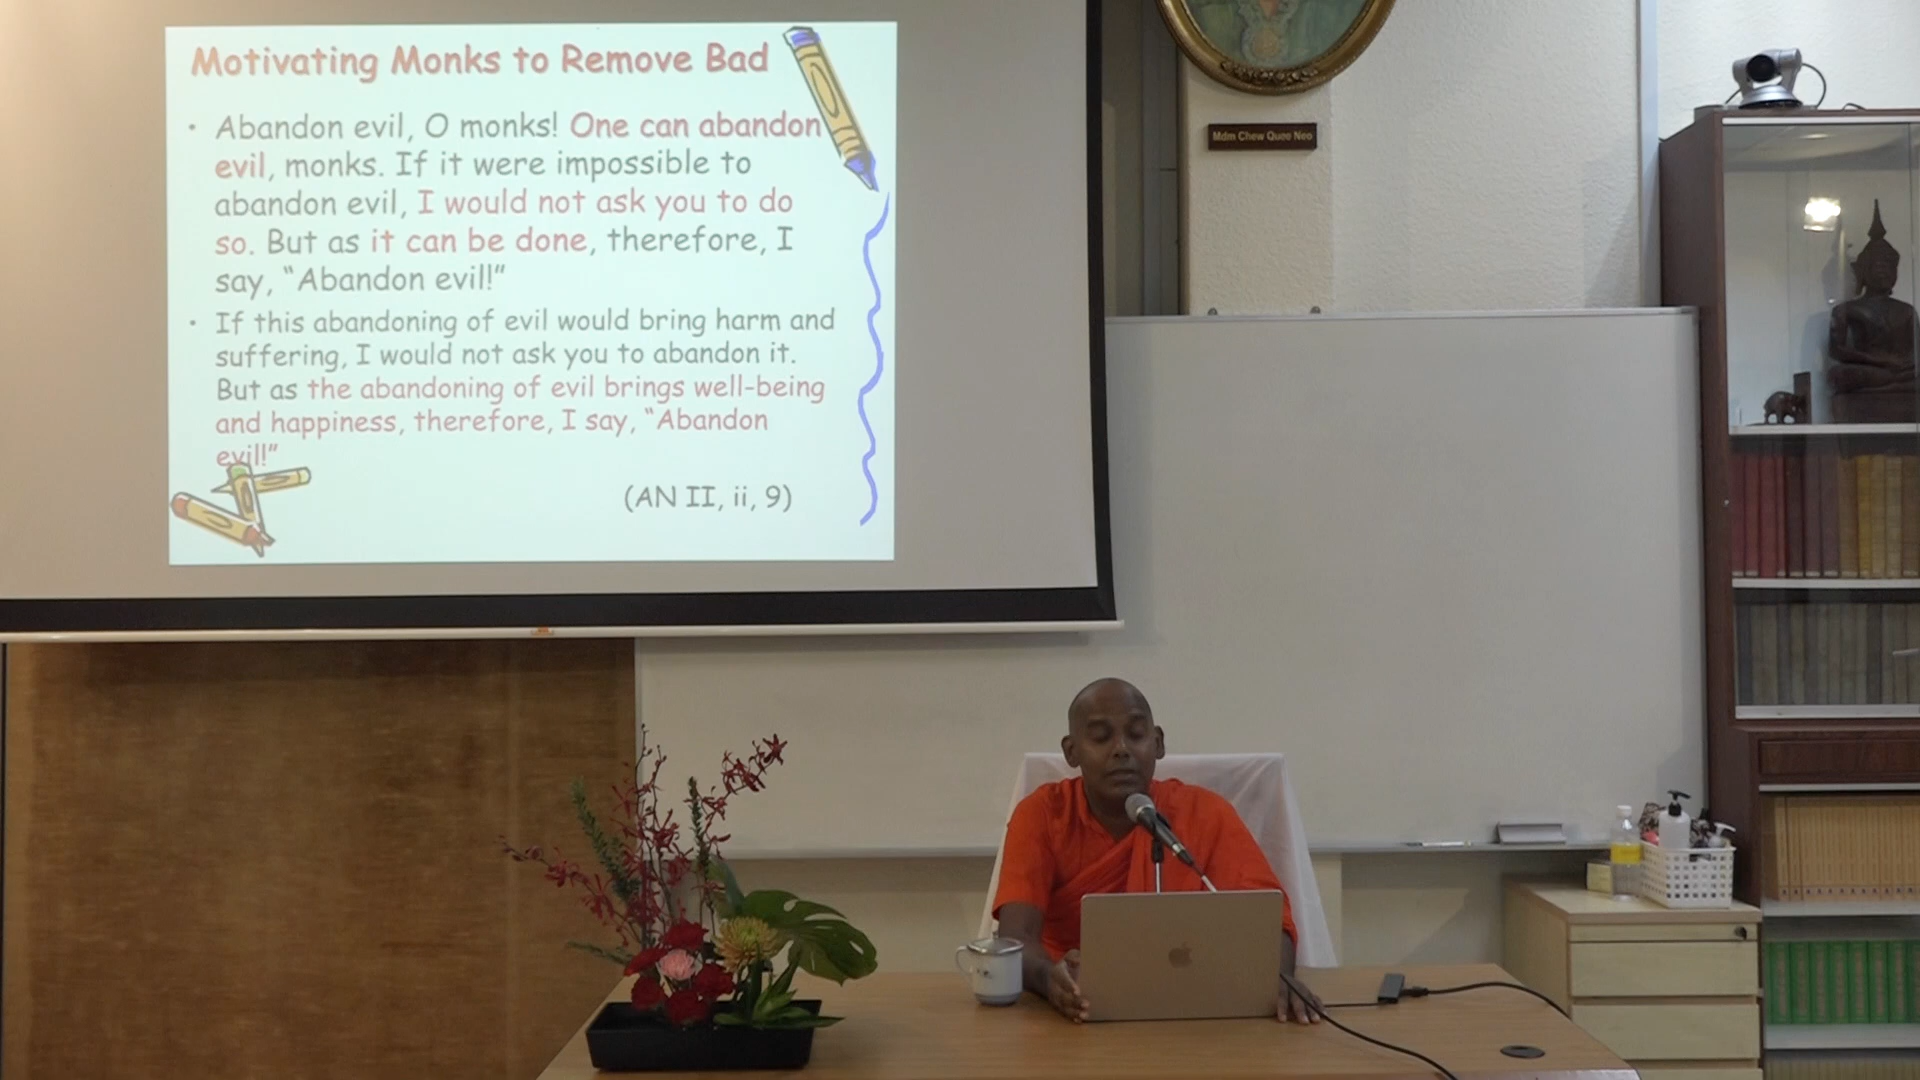 Motivating Monks to Remove Bad
• Abandon evil, O monks! One can abandon
evil, monks. If it were impossible to
abandon evil, I would not ask you to do
so. But as it can be done, therefore, I
say, “Abandon evil!”
• If this abandoning of evil would bring harm and
suffering, I would not ask you to abandon it.
But as the abandoning of evil brings well-being
and happiness, therefore, I say, “Abandon
evil!”
(AN II, ii, 9)
Mdm Chew Quee Neo